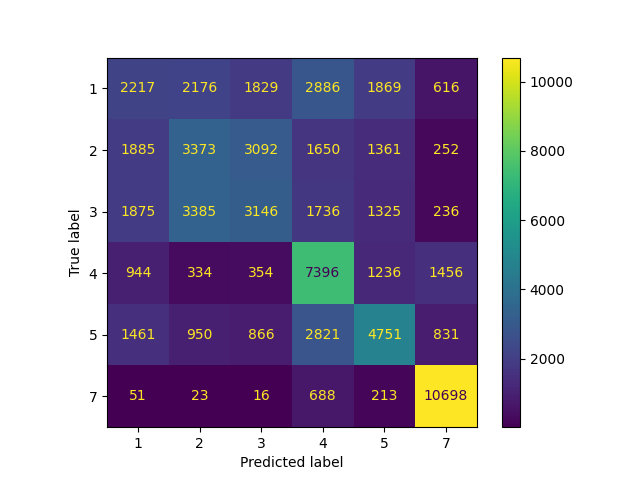 1 2217 2176 1829 2886 1869 616
2 1885 3373 3092 1650 1361 252
3 1875 3385 3146 1736 1325 236
4 944 334 354 7396 1236 1456
5 1461 950 866 2821 4751 831
7 51 23 16 688 213 10698
1 2 3 4 5 7
Predicted label
True label
10000
8000
6000
4000
2000